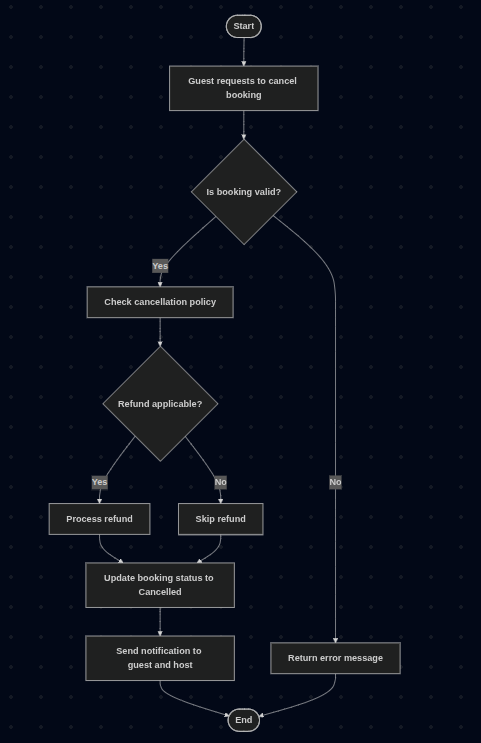 Start
Guest requests to cancel
booking
Is booking valid?
Yes
Check cancellation policy
Refund applicable?
Yes
No
No
Process refund
Skip refund
Update booking status to
Cancelled
Send notification to
guest and host
Return error message
End